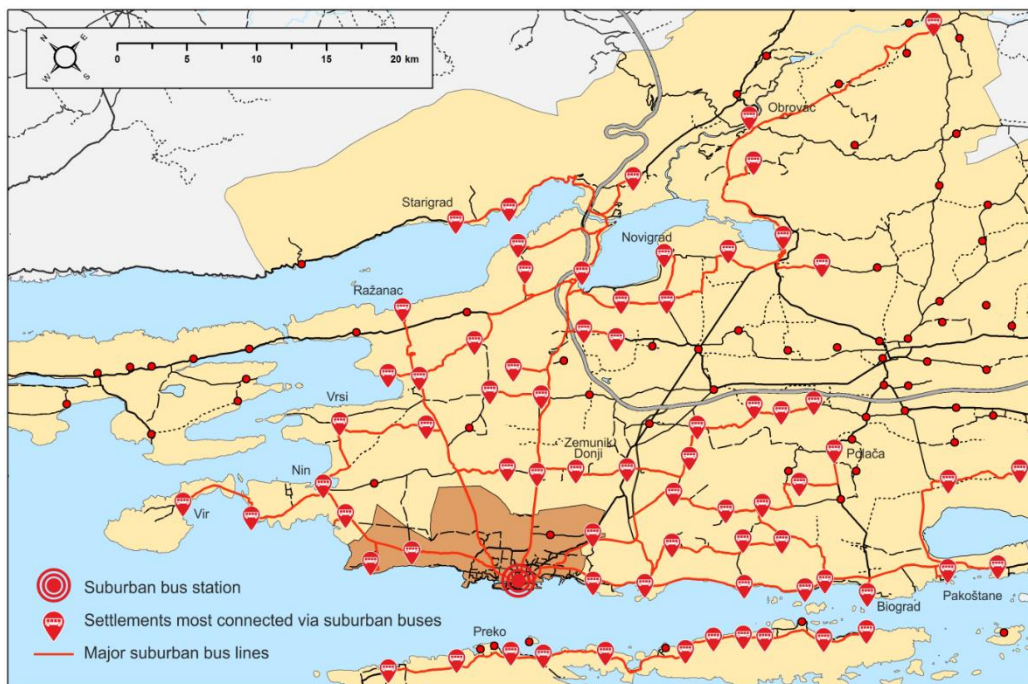 N
E
W
S
0
5
10
15
20 km
Obrovac
Starigrad
Novigrad
Ražanac
Vrsi
Zemunik
Donji
Polača
Nin
Vir
Suburban bus station
Biograd
Pakoštane
Settlements most connected via suburban buses
Preko
Major suburban bus lines